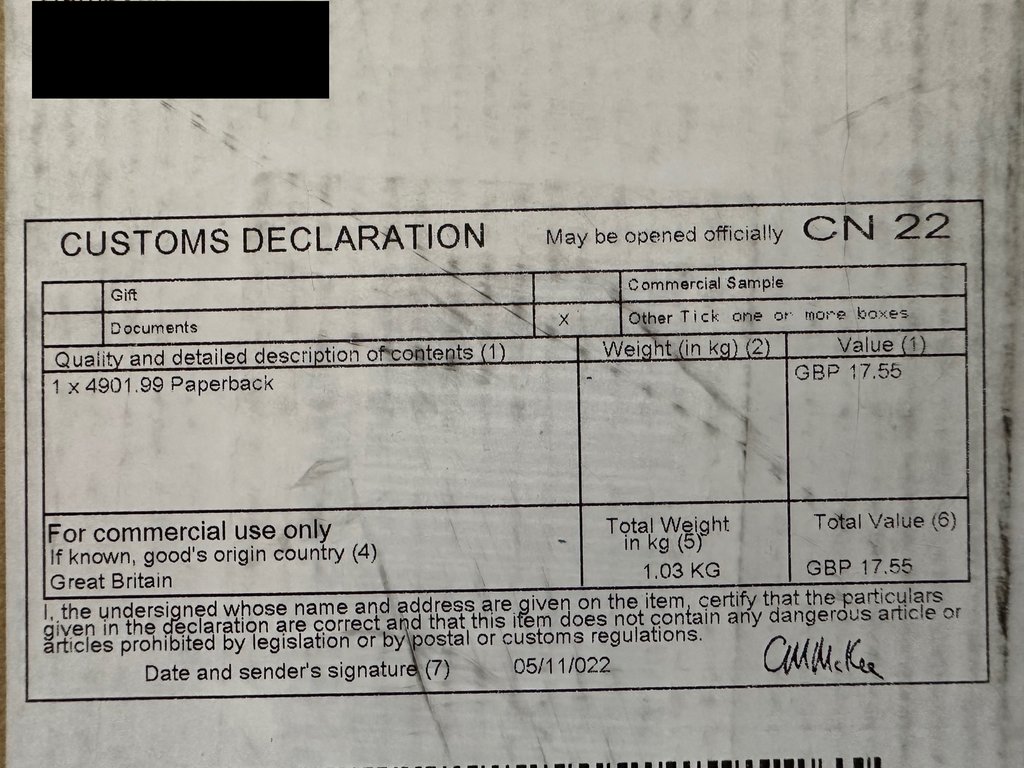 CUSTOMS DECLARATION May be opened officially CN 22
Gift Commercial Sample
Documents X Other Tick one or more boxes
Quality and detailed description of contents (1) Weight (in kg) (2) Value (1)
1 x 4901.99 Paperback - GBP 17.55
For commercial use only Total Weight Total Value (6)
If known, good's origin country (4) - in kg (5)
Great Britain 1.03 KG GBP 17.55
I, the undersigned whose name and address are given on the item, certify that the particulars
given in the declaration are correct and that this item does not contain any dangerous article or
articles prohibited by legislation or by postal or customs regulations.
Date and sender's signature (7) 05/11/022